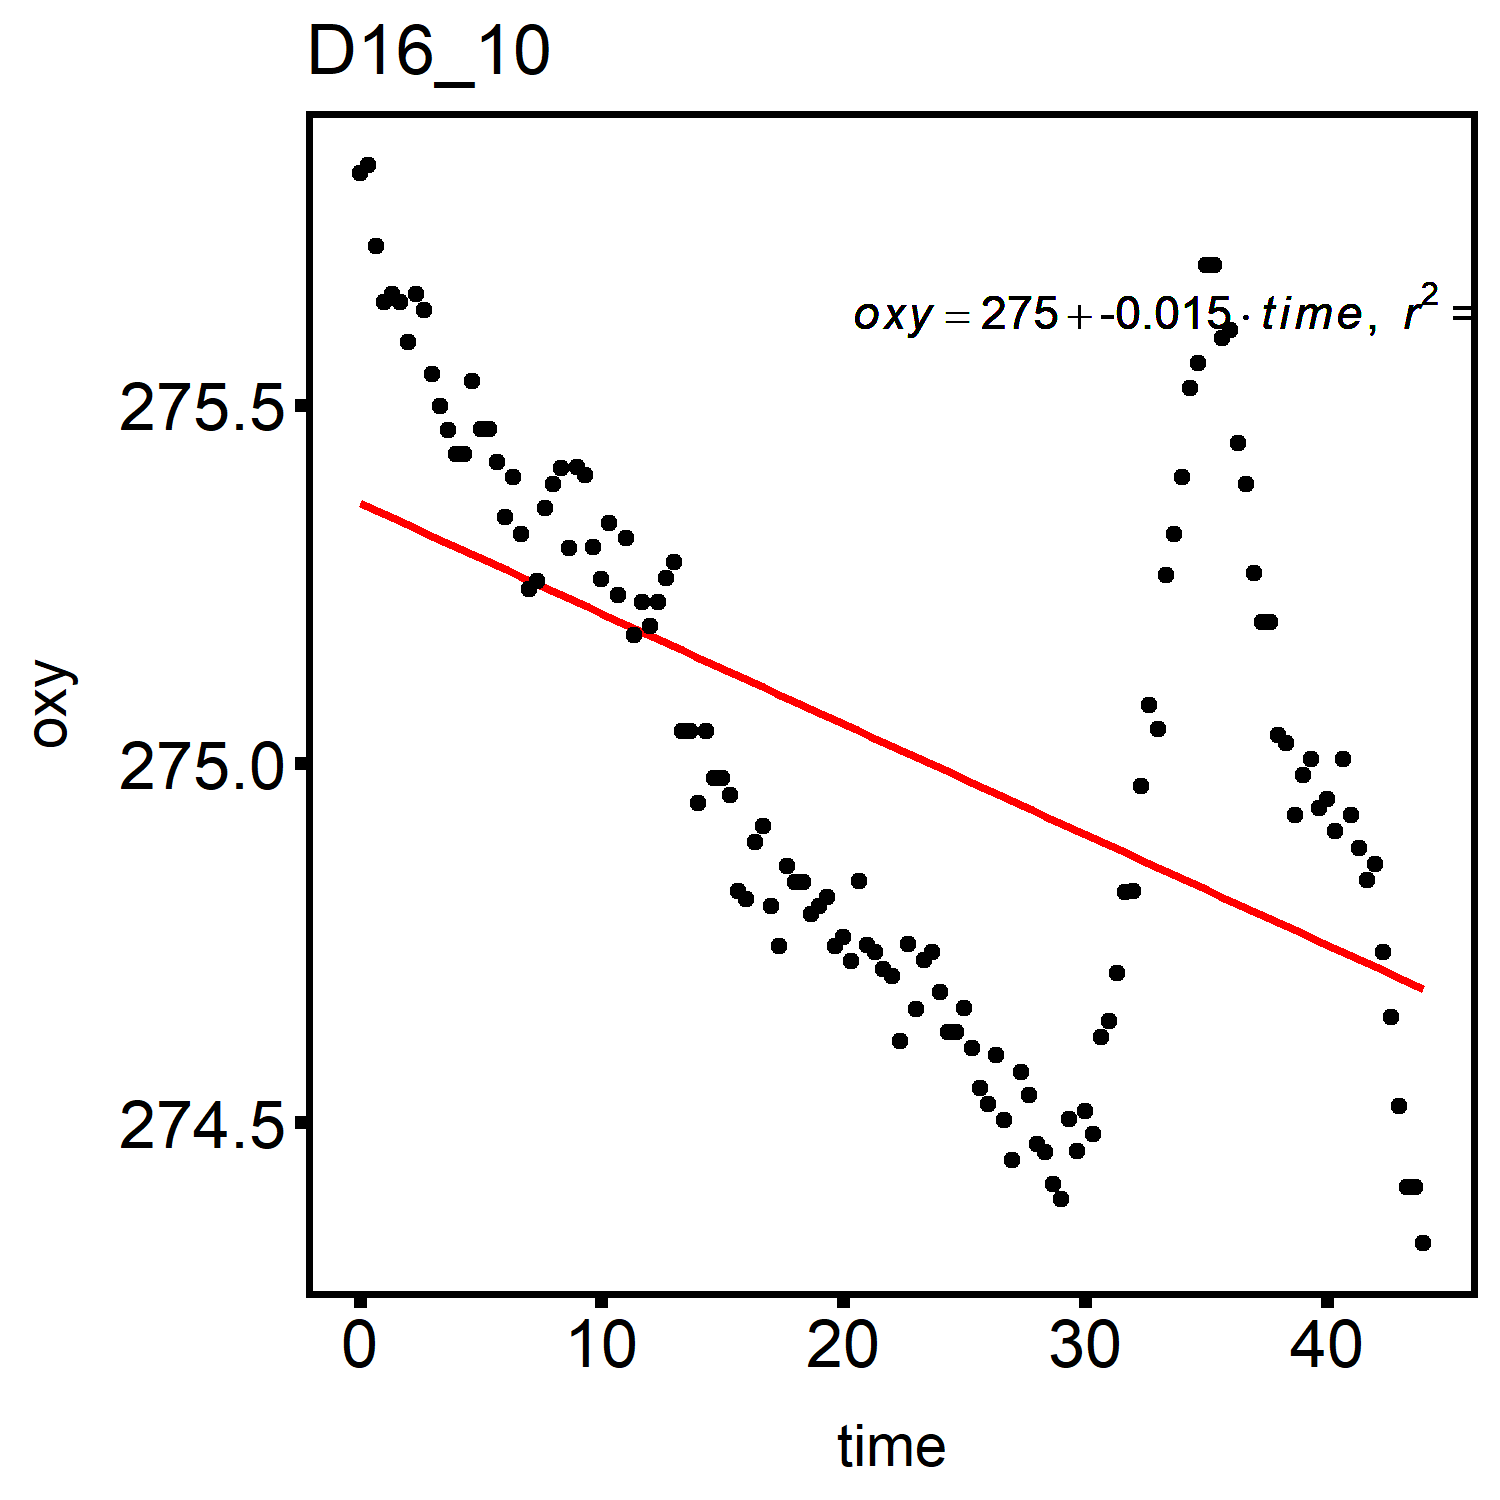 D16_10
oxy = 275 + -0.015 · time, r² =
275.5
275.0
274.5
oxy
0 10 20 30 40
time